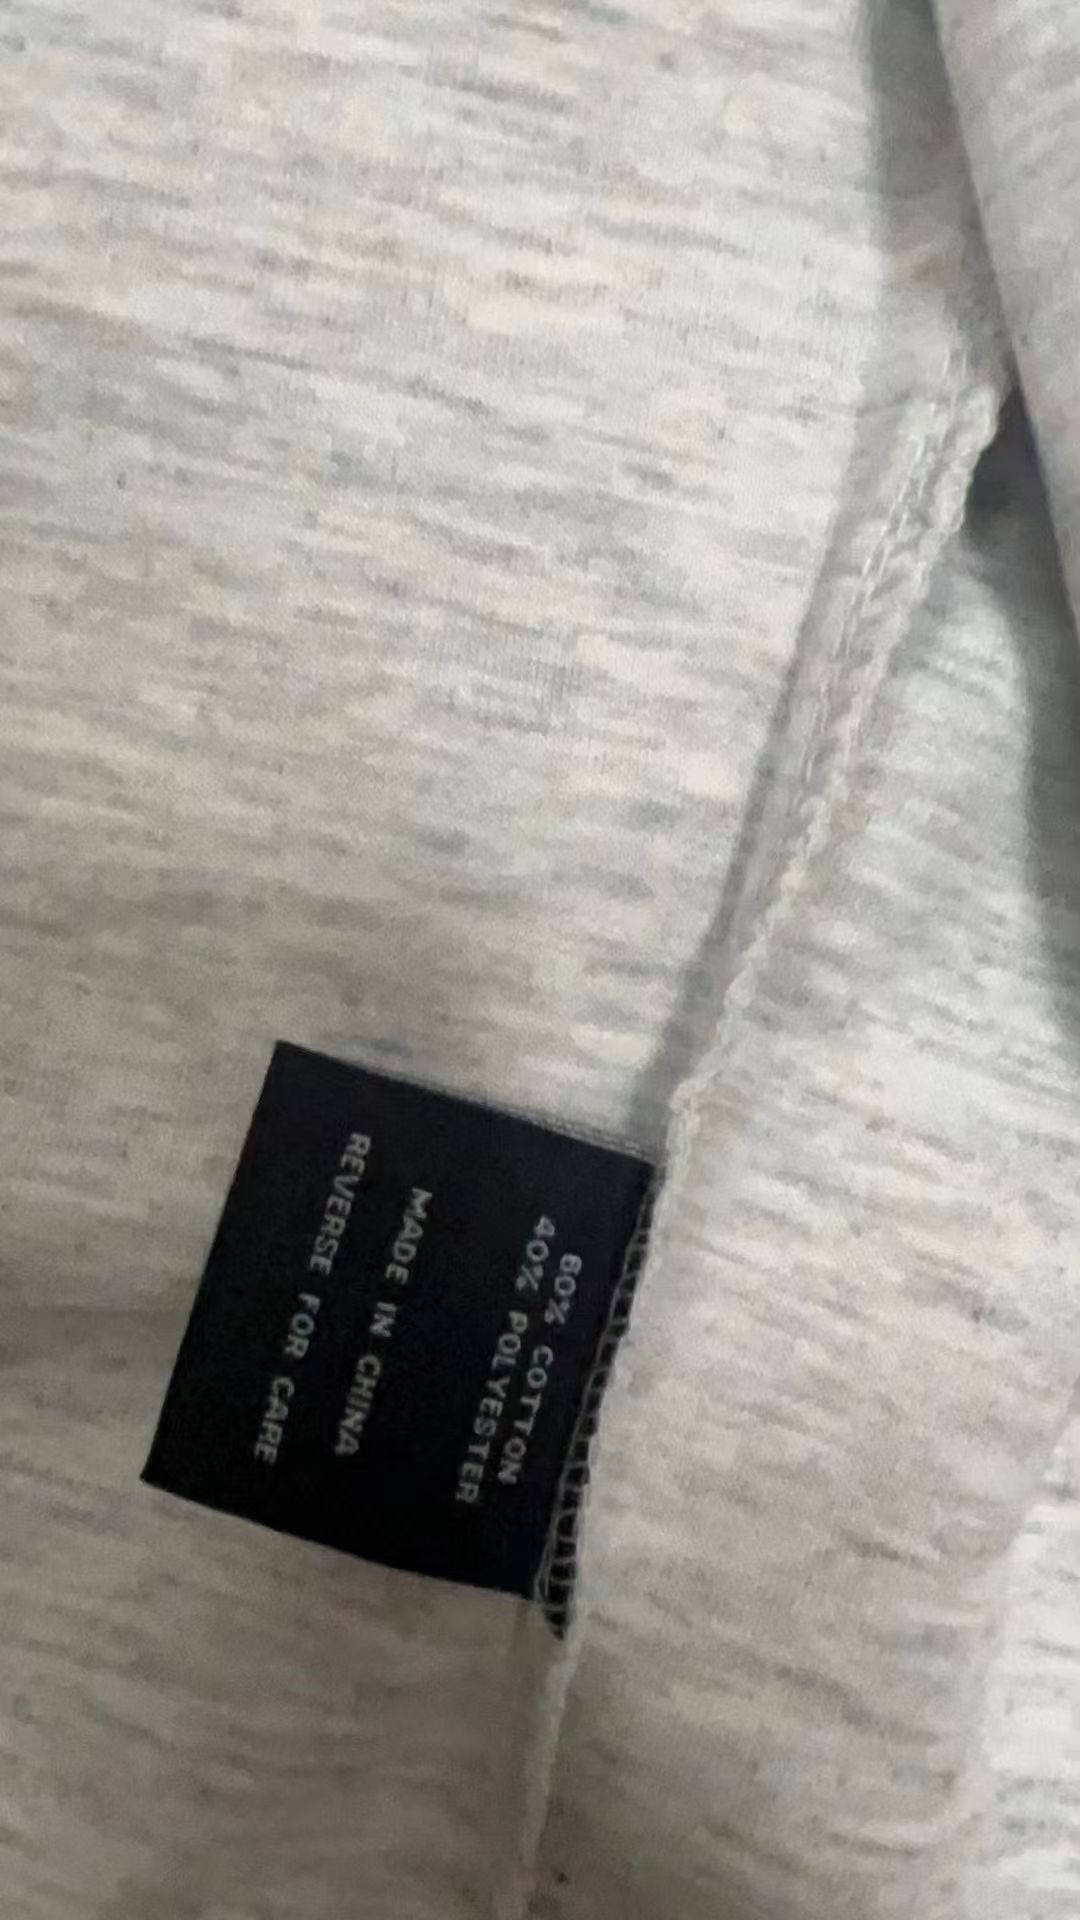 60% COTTON
40% POLYESTER
MADE IN CHINA
REVERSE FOR CARE